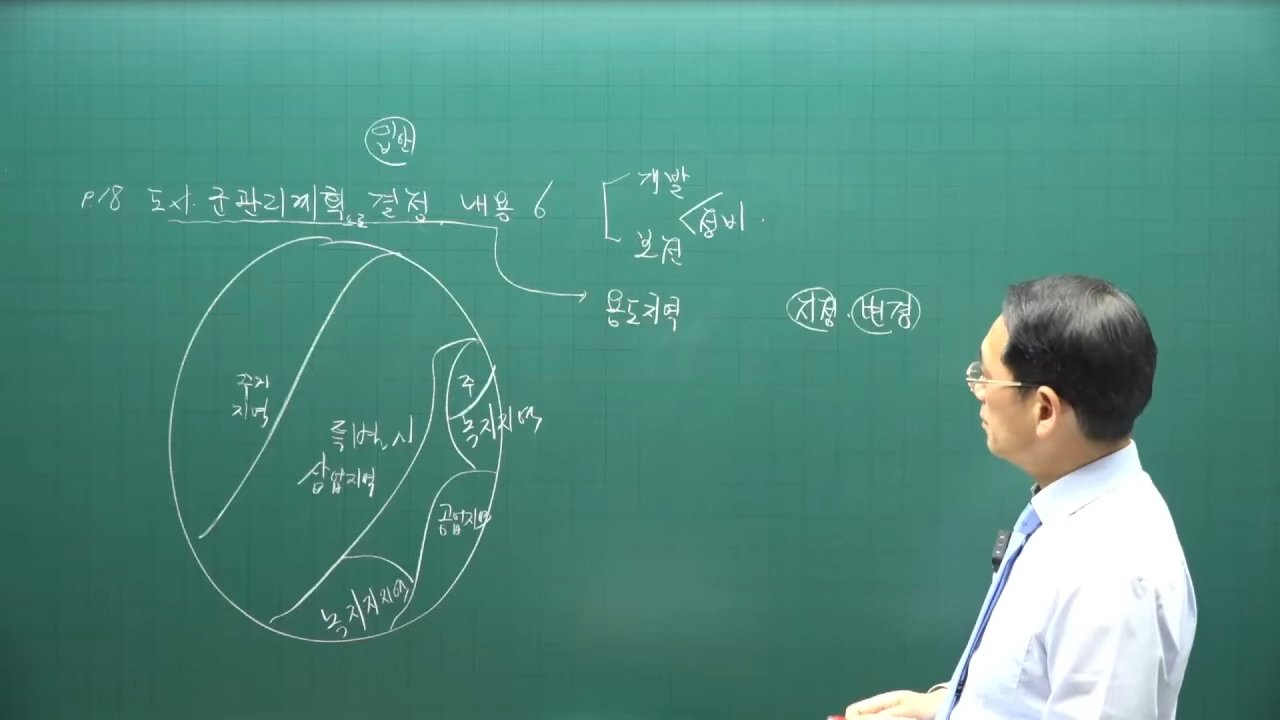 입안
P.18 도시·군관리계획으로 결정 내용 6
개발
정비.
보전
용도지역 지정·변경
주거
지역
특별시
상업지역
주
녹지지역
공업지역
녹지지역